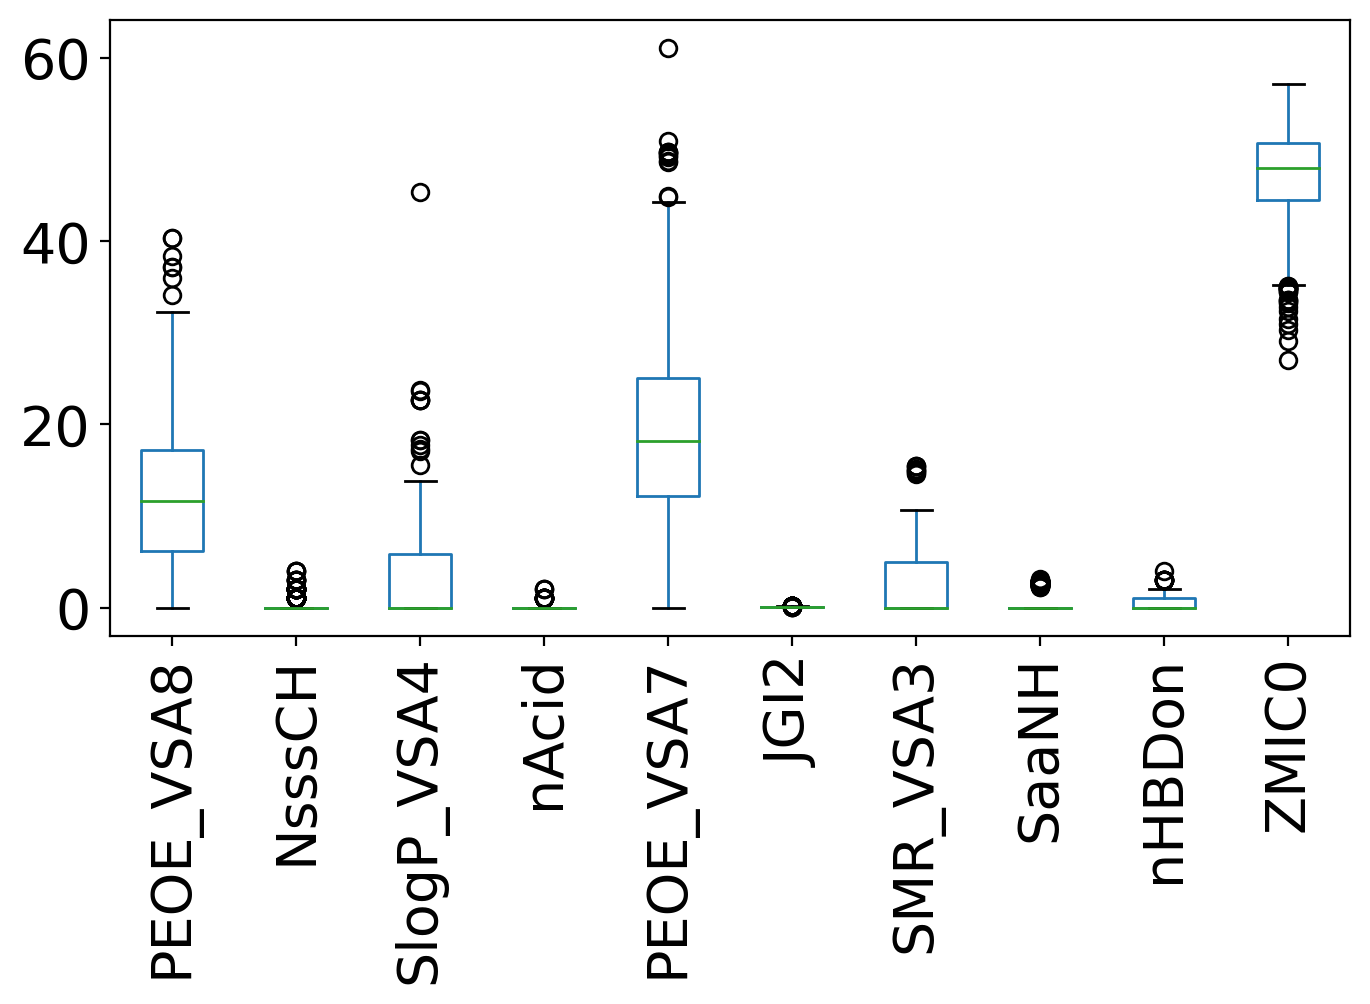 60
40
20
0
PEOE_VSA8
NsssCH
SlogP_VSA4
nAcid
PEOE_VSA7
JGI2
SMR_VSA3
SaaNH
nHBDon
ZMIC0